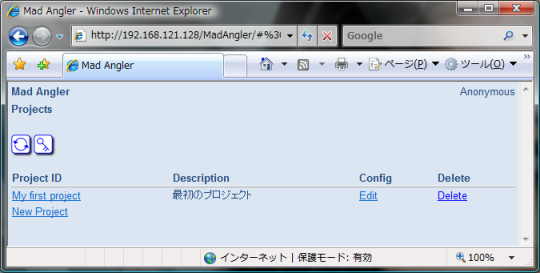 Mad Angler - Windows Internet Explorer
http://192.168.121.128/MadAngler/#%3
Google
Mad Angler
ページ(P)
ツール(O)
Mad Angler
Anonymous
Projects
Project ID Description Config Delete
My first project 最初のプロジェクト Edit Delete
New Project
インターネット | 保護モード: 有効
100%